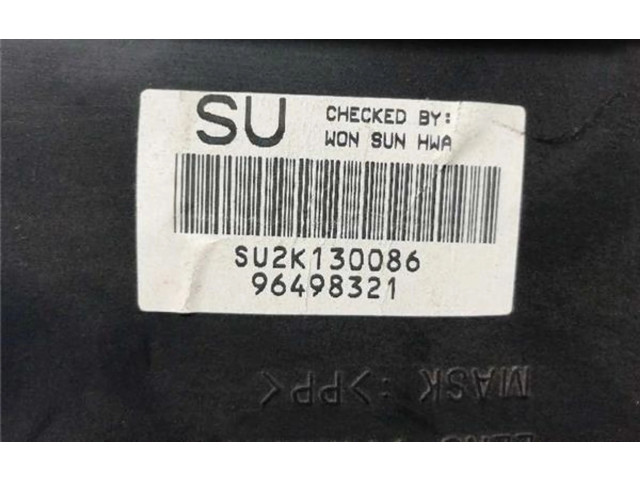 SU
CHECKED BY:
WON SUN HWA
SU2K130086
96498321
MASK : >PP<